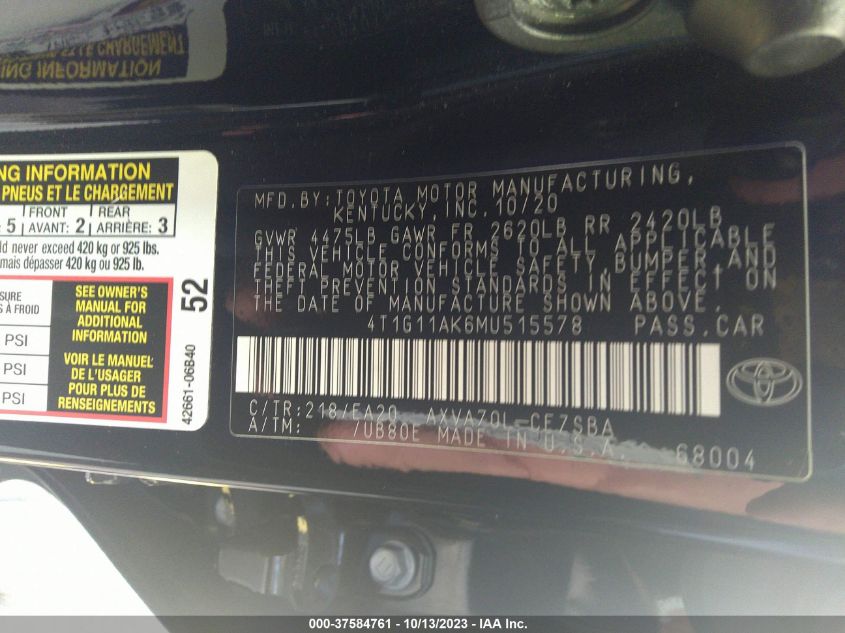 NG INFORMATION
PNEUS ET LE CHARGEMENT
5 FRONT AVANT: 2 REAR ARRIÈRE: 3
never exceed 420 kg or 925 lbs.
mais dépasser 420 kg ou 925 lb.
À FROID
PSI
PSI
PSI
SEE OWNER'S
MANUAL FOR
ADDITIONAL
INFORMATION
VOIR LE MANUEL
DE L'USAGER
POUR PLUS DE
RENSEIGNEMENTS
52
42661-06B40
MFD.BY:TOYOTA MOTOR MANUFACTURING,
KENTUCKY, INC. 10/20
GVWR 4475LB GAWR FR 2620LB RR 2420LB
THIS VEHICLE CONFORMS TO ALL APPLICABLE
FEDERAL MOTOR VEHICLE SAFETY, BUMPER AND
THEFT PREVENTION STANDARDS IN EFFECT ON
THE DATE OF MANUFACTURE SHOWN ABOVE.
4T1G11AK6MU515578 PASS.CAR
C/TR:218/EA20 AXVA70L-CEZSBA
A/TM: /UB80E MADE IN U.S.A. 68004
000-37584761 / 10/13/2023 - IAA Inc.